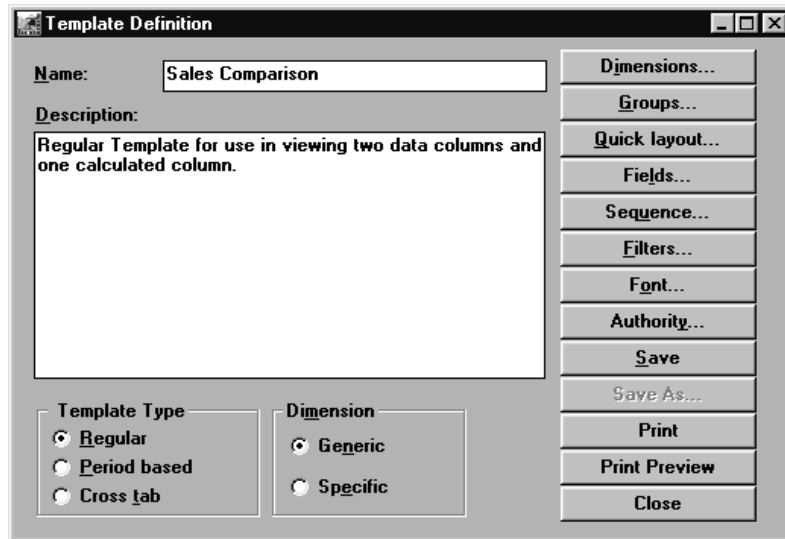 Template Definition
Name:
Sales Comparison
Description:
Regular Template for use in viewing two data columns and
one calculated column.
Template Type
Regular
Period based
Cross tab
Dimension
Generic
Specific
Dimensions...
Groups...
Quick layout...
Fields...
Sequence...
Filters...
Font...
Authority...
Save
Save As...
Print
Print Preview
Close